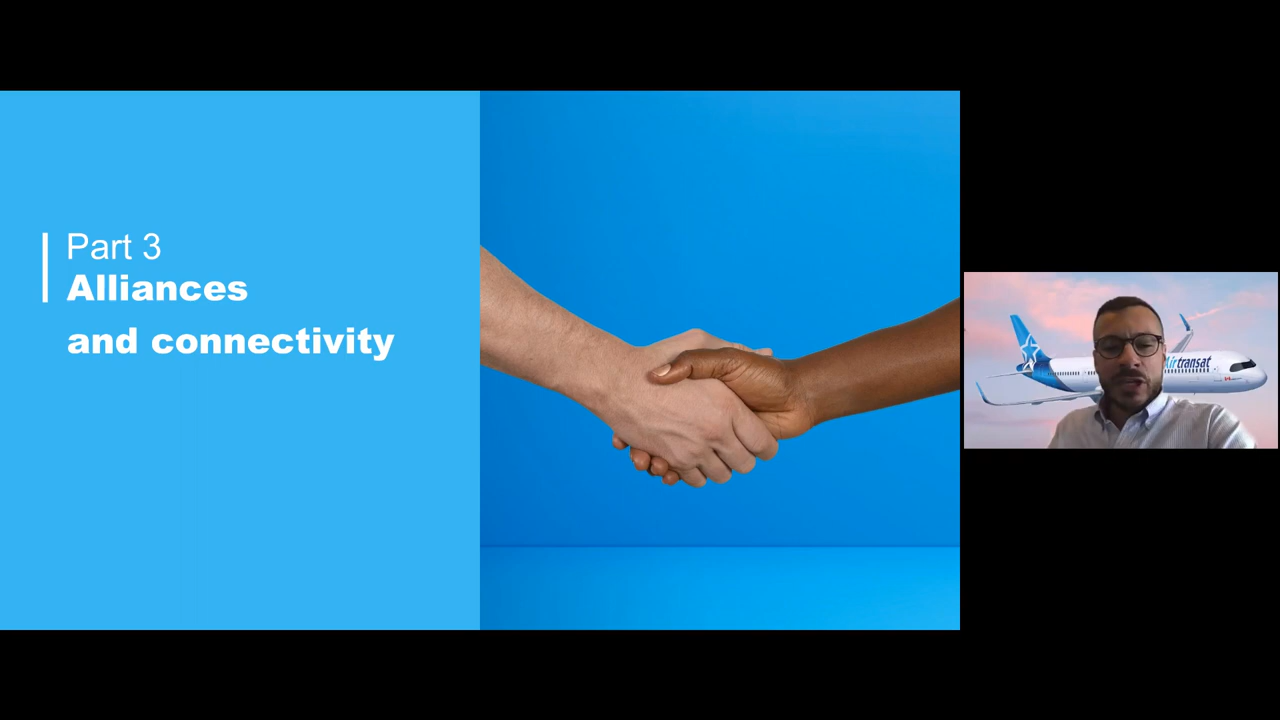 Part 3
Alliances
and connectivity
Airtransat